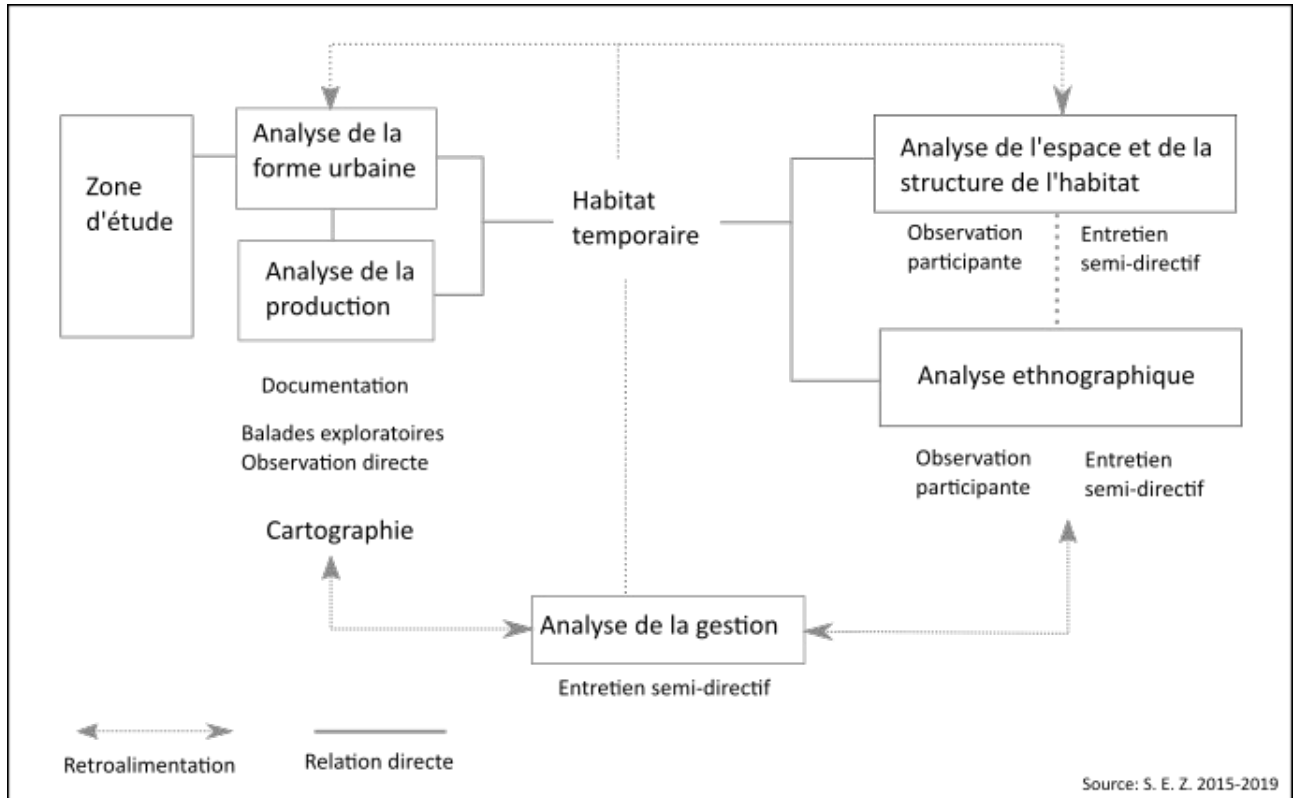 Zone
d'étude
Analyse de la
forme urbaine
Analyse de la
production
Documentation
Balades exploratoires
Observation directe
Cartographie
Habitat
temporaire
Analyse de l'espace et de la
structure de l'habitat
Observation
participante
Entretien
semi-directif
Analyse ethnographique
Observation
participante
Entretien
semi-directif
Analyse de la gestion
Entretien semi-directif
Retroalimentation
Relation directe
Source: S. E. Z. 2015-2019